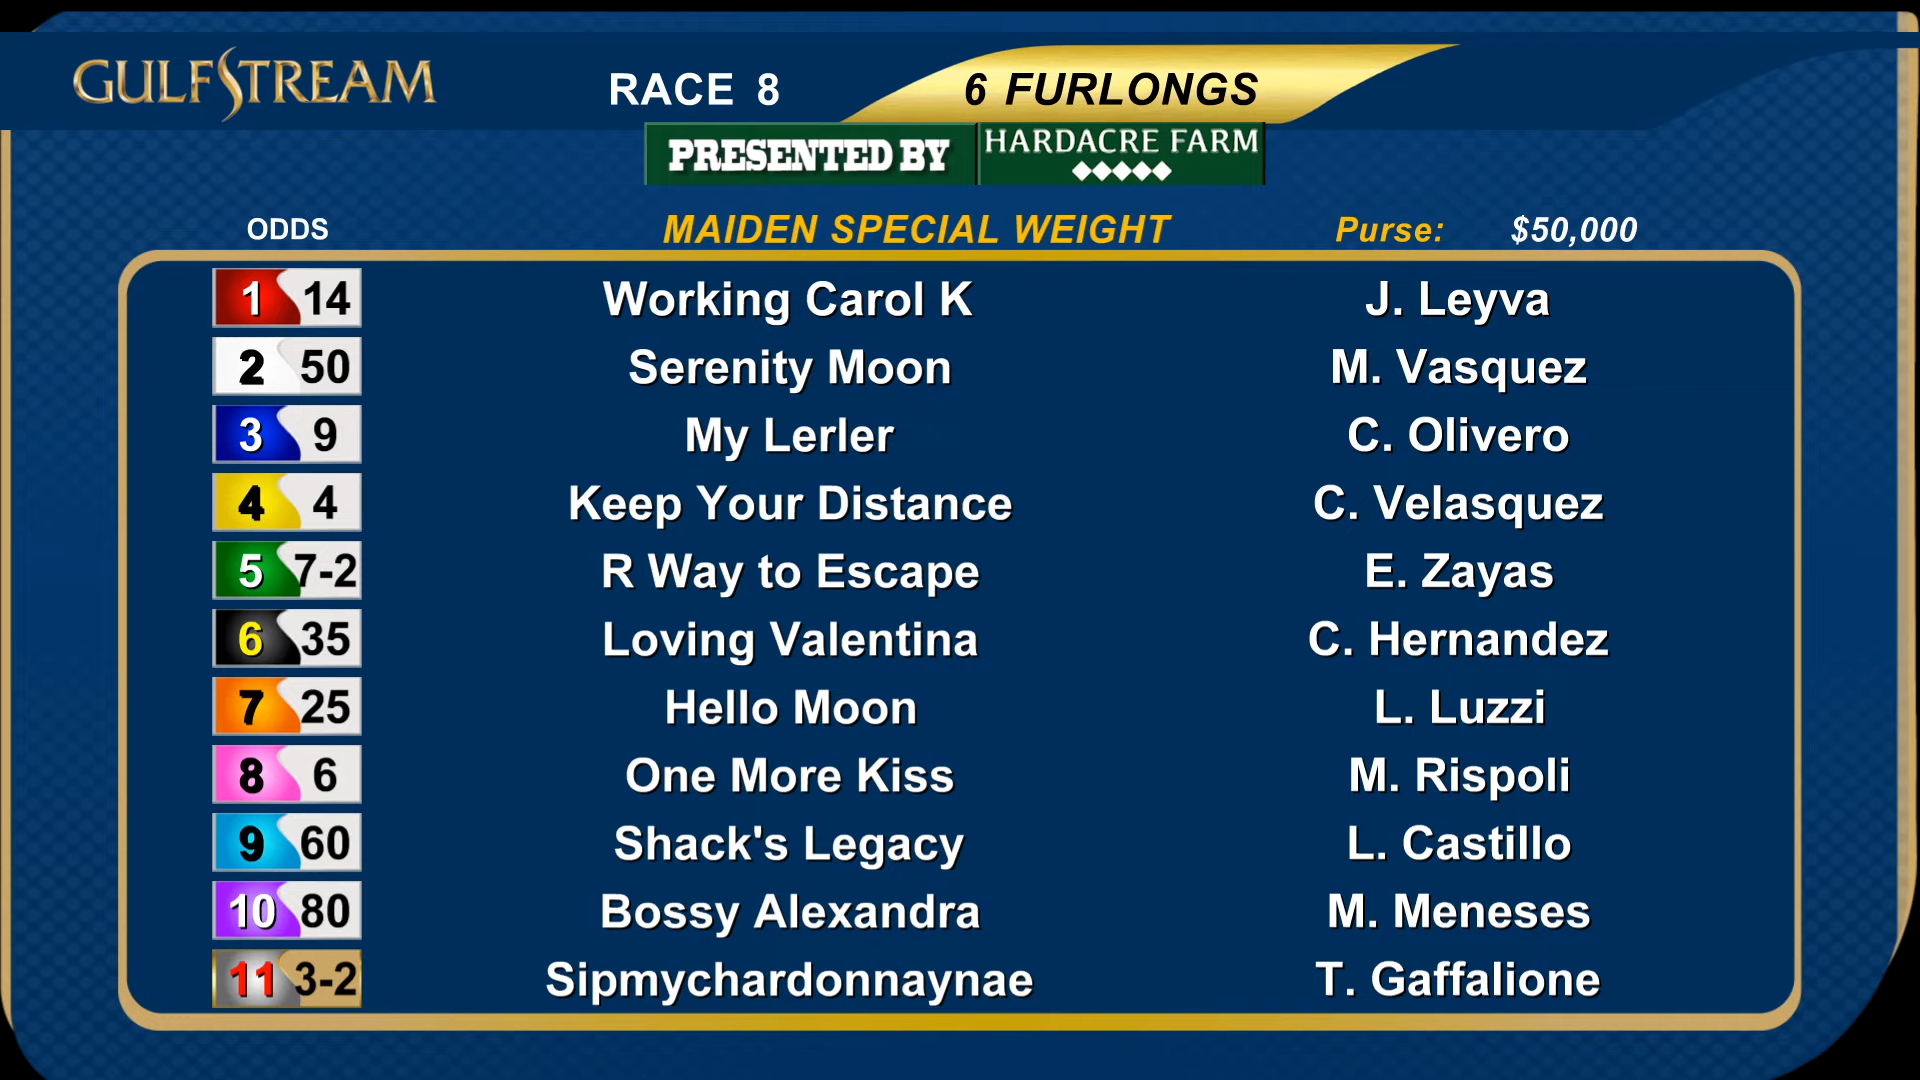 GULFSTREAM RACE 8 6 FURLONGS
PRESENTED BY HARDACRE FARM
ODDS MAIDEN SPECIAL WEIGHT Purse: $50,000
1 14 Working Carol K J. Leyva
2 50 Serenity Moon M. Vasquez
3 9 My Lerler C. Olivero
4 4 Keep Your Distance C. Velasquez
5 7-2 R Way to Escape E. Zayas
6 35 Loving Valentina C. Hernandez
7 25 Hello Moon L. Luzzi
8 6 One More Kiss M. Rispoli
9 60 Shack's Legacy L. Castillo
10 80 Bossy Alexandra M. Meneses
11 3-2 Sipmychardonnaynae T. Gaffalione